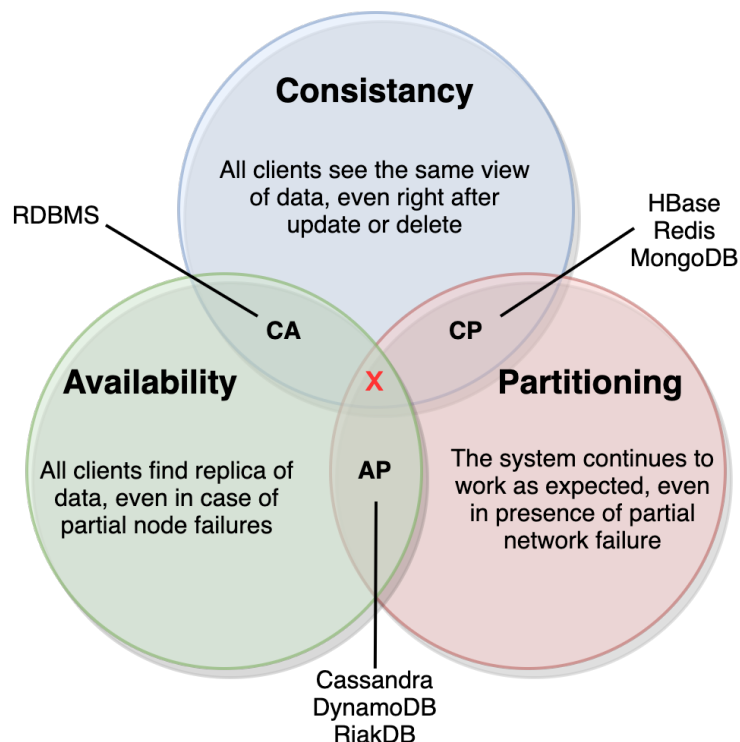 Consistancy
All clients see the same view
of data, even right after
update or delete
RDBMS
HBase
Redis
MongoDB
CA
CP
X
Availability
Partitioning
All clients find replica of
data, even in case of
partial node failures
AP
The system continues to
work as expected, even
in presence of partial
network failure
Cassandra
DynamoDB
RiakDB